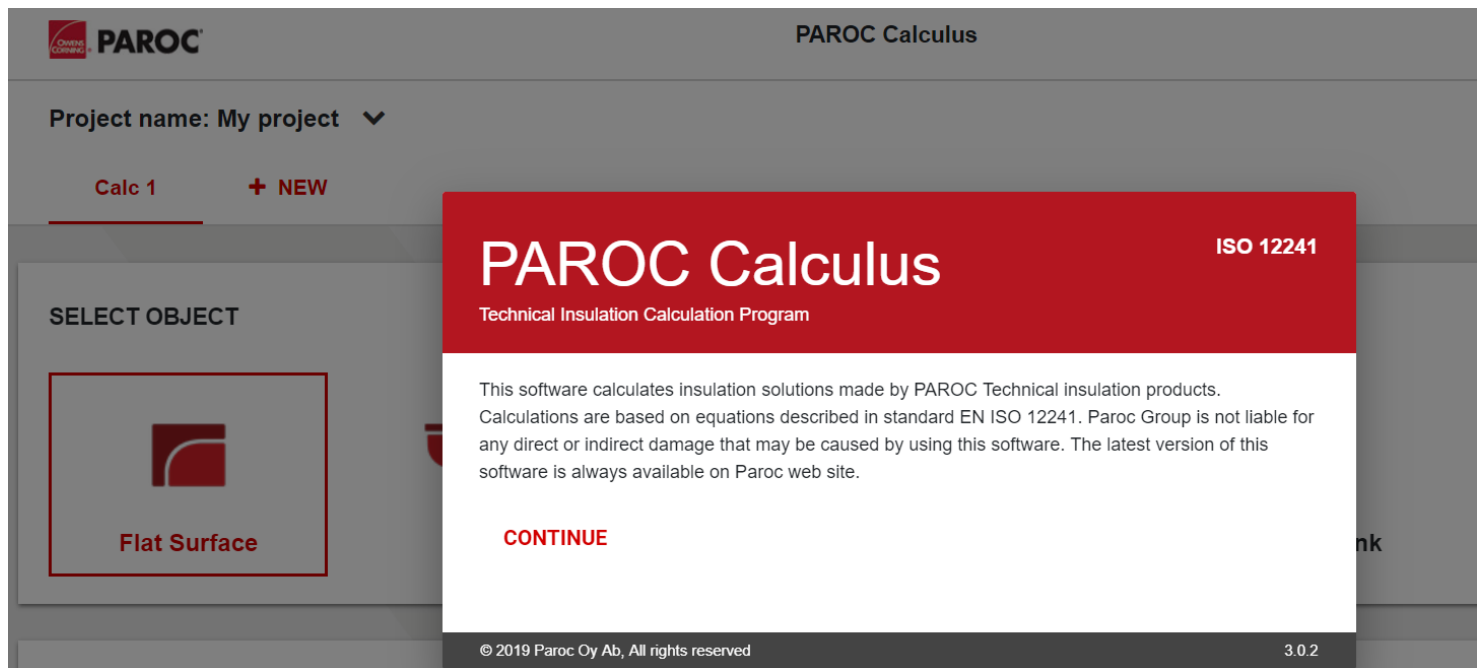 OWENS CORNING PAROC
PAROC Calculus
Project name: My project
Calc 1
+ NEW
SELECT OBJECT
Flat Surface
PAROC Calculus
ISO 12241
Technical Insulation Calculation Program
This software calculates insulation solutions made by PAROC Technical insulation products.
Calculations are based on equations described in standard EN ISO 12241. Paroc Group is not liable for
any direct or indirect damage that may be caused by using this software. The latest version of this
software is always available on Paroc web site.
CONTINUE
nk
© 2019 Paroc Oy Ab, All rights reserved
3.0.2